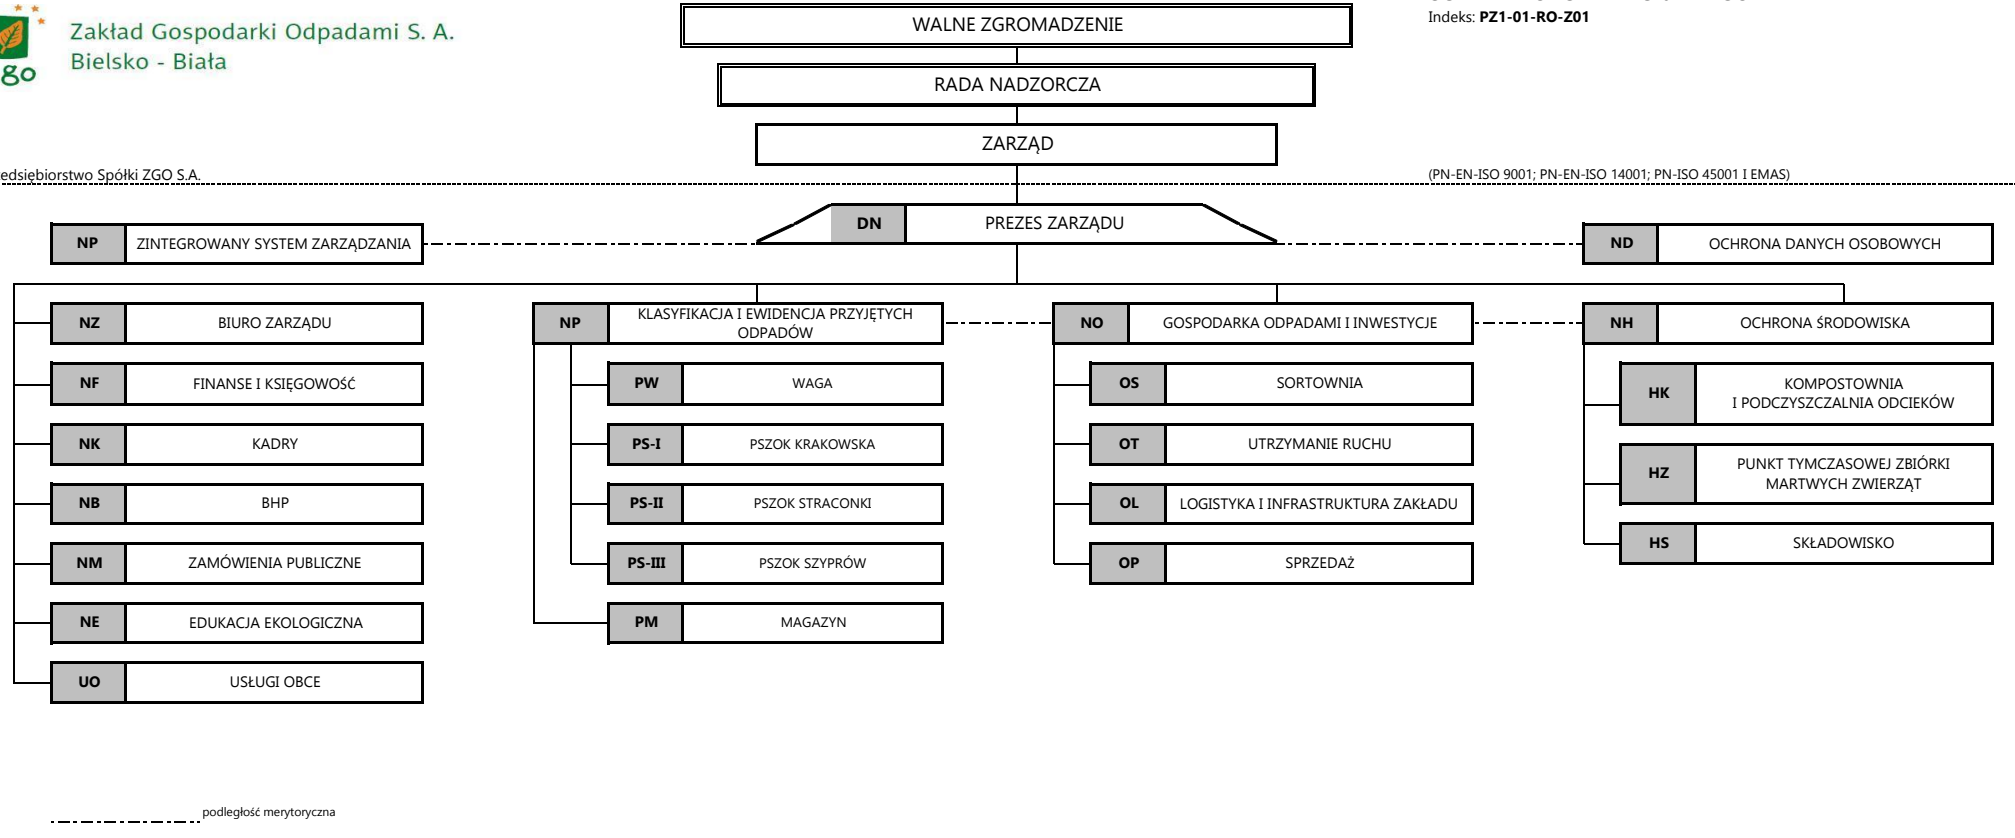 Zakład Gospodarki Odpadami S. A.
Bielsko - Biała
go
WALNE ZGROMADZENIE
Indeks: PZ1-01-RO-Z01
RADA NADZORCZA
ZARZĄD
edsiębiorstwo Spółki ZGO S.A.
(PN-EN-ISO 9001; PN-EN-ISO 14001; PN-ISO 45001 I EMAS)
DN PREZES ZARZĄDU
NP ZINTEGROWANY SYSTEM ZARZĄDZANIA
ND OCHRONA DANYCH OSOBOWYCH
NZ BIURO ZARZĄDU
NF FINANSE I KSIĘGOWOŚĆ
NK KADRY
NB BHP
NM ZAMÓWIENIA PUBLICZNE
NE EDUKACJA EKOLOGICZNA
UO USŁUGI OBCE
NP KLASYFIKACJA I EWIDENCJA PRZYJĘTYCH
ODPADÓW
PW WAGA
PS-I PSZOK KRAKOWSKA
PS-II PSZOK STRACONKI
PS-III PSZOK SZYPRÓW
PM MAGAZYN
NO GOSPODARKA ODPADAMI I INWESTYCJE
OS SORTOWNIA
OT UTRZYMANIE RUCHU
OL LOGISTYKA I INFRASTRUKTURA ZAKŁADU
OP SPRZEDAŻ
NH OCHRONA ŚRODOWISKA
HK KOMPOSTOWNIA
I PODCZYSZCZALNIA ODCIEKÓW
HZ PUNKT TYMCZASOWEJ ZBIÓRKI
MARTWYCH ZWIERZĄT
HS SKŁADOWISKO
podległość merytoryczna